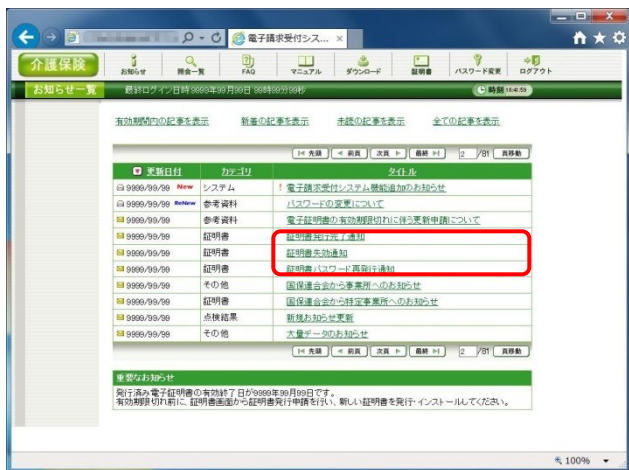 電子請求受付シス... ×
介護保険
お知らせ 照会一覧 FAQ マニュアル ダウンロード 証明書 パスワード変更 ログアウト
お知らせ一覧 最終ログイン日時 9999年99月99日 99時99分99秒 時刻 16:41:59
有効期間内の記事を表示 新着の記事を表示 未読の記事を表示 全ての記事を表示
先頭 前頁 次頁 最終 2 /81 頁移動
更新日付 カテゴリ タイトル
9999/99/99 New システム ! 電子請求受付システム機能追加のお知らせ
9999/99/99 ReNew 参考資料 パスワードの変更について
9999/99/99 参考資料 電子証明書の有効期限切れに伴う更新申請について
9999/99/99 証明書 証明書発行完了通知
9999/99/99 証明書 証明書失効通知
9999/99/99 証明書 証明書パスワード再発行通知
9999/99/99 その他 国保連合会から事業所へのお知らせ
9999/99/99 証明書 国保連合会から特定事業所へのお知らせ
9999/99/99 点検結果 新規お知らせ更新
9999/99/99 その他 大量データのお知らせ
先頭 前頁 次頁 最終 2 /81 頁移動
重要なお知らせ
発行済み電子証明書の有効終了日が9999年99月99日です。
有効期限切れ前に、証明書画面から証明書発行申請を行い、新しい証明書を発行・インストールしてください。
100%